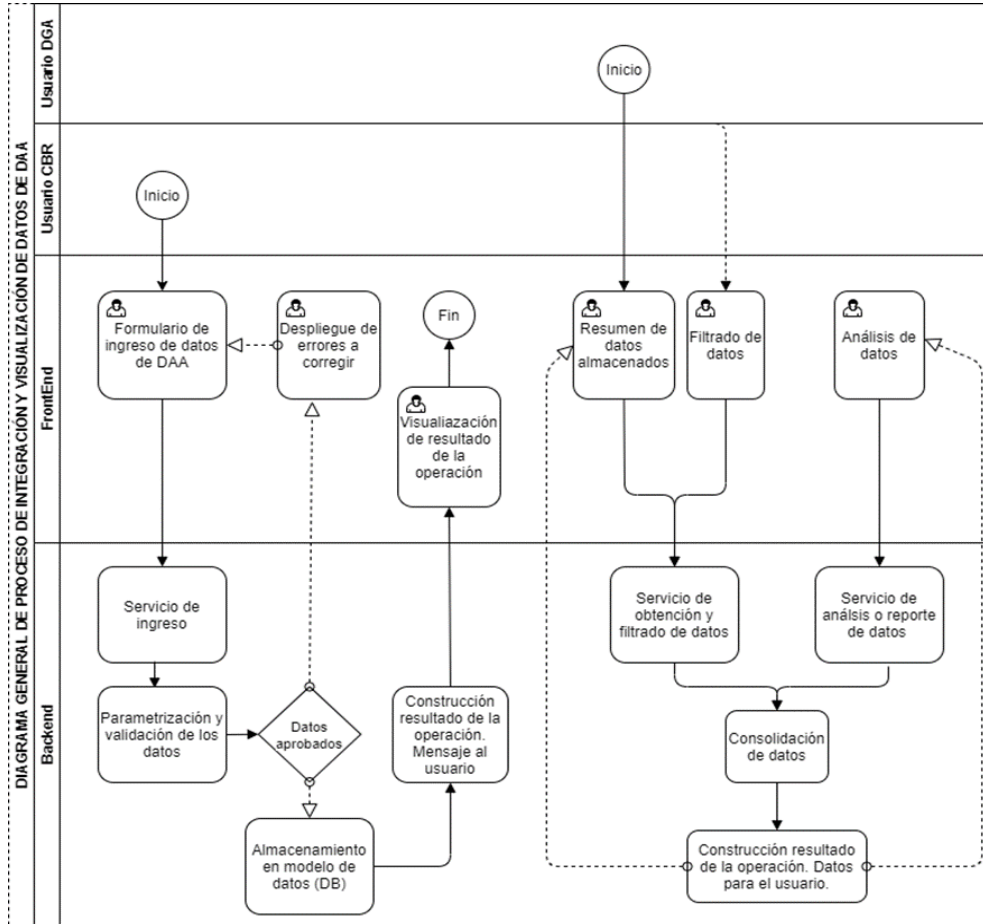 DIAGRAMA GENERAL DE PROCESO DE INTEGRACIÓN Y VISUALIZACIÓN DE DATOS DE DAA
Usuario DGA
Inicio
Usuario CBR
Inicio
FrontEnd
Formulario de
ingreso de datos
de DAA
Despliegue de
errores a
corregir
Fin
Visualiazación
de resultado
de la
operación
Resumen de
datos
almacenados
Filtrado de
datos
Análisis de
datos
Backend
Servicio de
ingreso
Parametrización y
validación de los
datos
Datos
aprobados
Almacenamiento
en modelo de
datos (DB)
Construcción
resultado de la
operación.
Mensaje al
usuario
Servicio de
obtención y
filtrado de datos
Servicio de
análsis o reporte
de datos
Consolidación
de datos
Construcción resultado
de la operación. Datos
para el usuario.